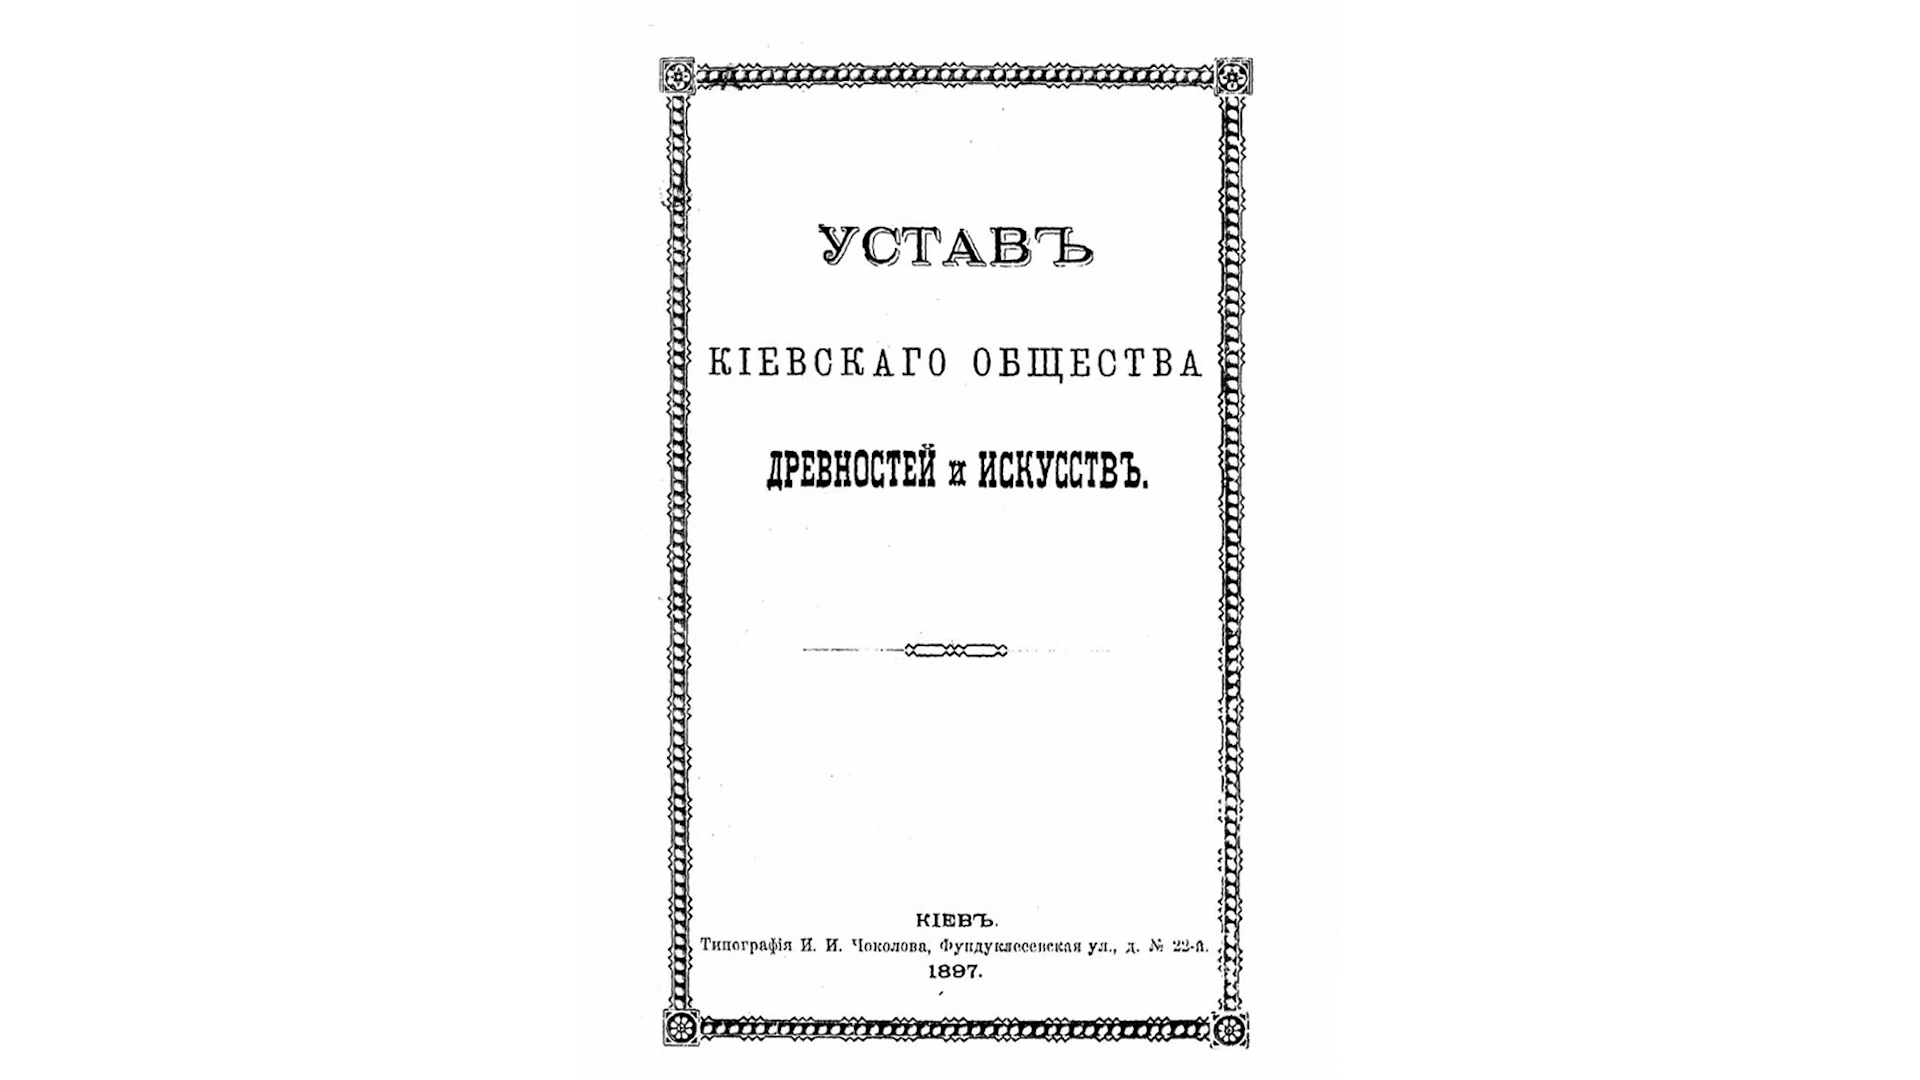 УСТАВЪ
КІЕВСКАГО ОБЩЕСТВА
ДРЕВНОСТЕЙ и ИСКУССТВЪ.
КІЕВЪ.
Типографія И. И. Чоколова, Фундуклеевская ул., д. № 22-й.
1897.